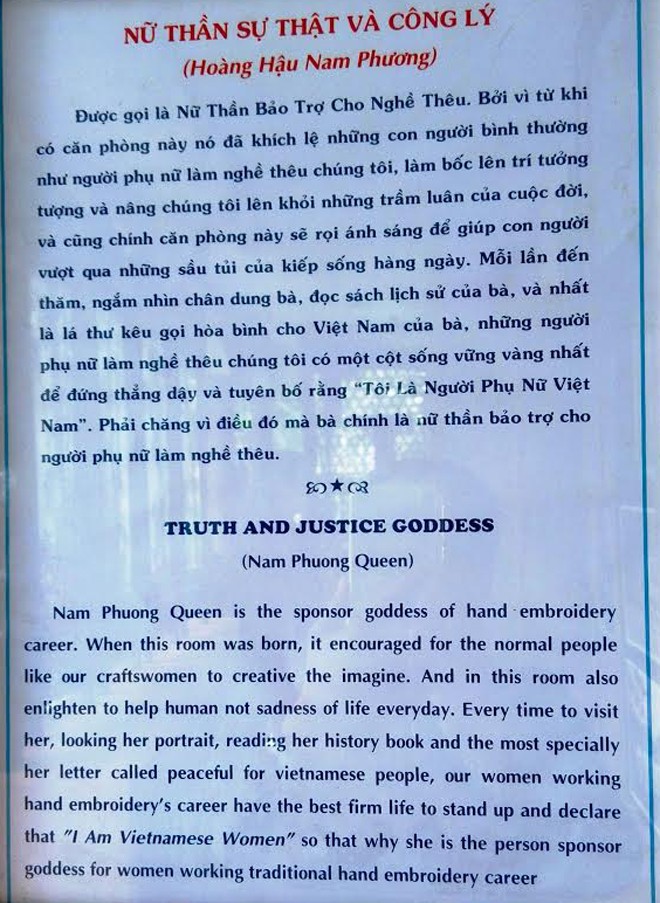 NỮ THẦN SỰ THẬT VÀ CÔNG LÝ
(Hoàng Hậu Nam Phương)
Được gọi là Nữ Thần Bảo Trợ Cho Nghề Thêu. Bởi vì từ khi
có căn phòng này nó đã khích lệ những con người bình thường
như người phụ nữ làm nghề thêu chúng tôi, làm bốc lên trí tưởng
tượng và nâng chúng tôi lên khỏi những trầm luân của cuộc đời,
và cũng chính căn phòng này sẽ rọi ánh sáng để giúp con người
vượt qua những sầu tủi của kiếp sống hàng ngày. Mỗi lần đến
thăm, ngắm nhìn chân dung bà, đọc sách lịch sử của bà, và nhất
là lá thư kêu gọi hòa bình cho Việt Nam của bà, những người
phụ nữ làm nghề thêu chúng tôi có một cột sống vững vàng nhất
để đứng thẳng dậy và tuyên bố rằng “Tôi Là Người Phụ Nữ Việt
Nam”. Phải chăng vì điều đó mà bà chính là nữ thần bảo trợ cho
người phụ nữ làm nghề thêu.
TRUTH AND JUSTICE GODDESS
(Nam Phuong Queen)
Nam Phuong Queen is the sponsor goddess of hand embroidery
career. When this room was born, it encouraged for the normal people
like our craftswomen to creative the imagine. And in this room also
enlighten to help human not sadness of life everyday. Every time to visit
her, looking her portrait, reading her history book and the most specially
her letter called peaceful for vietnamese people, our women working
hand embroidery's career have the best firm life to stand up and declare
that "I Am Vietnamese Women" so that why she is the person sponsor
goddess for women working traditional hand embroidery career